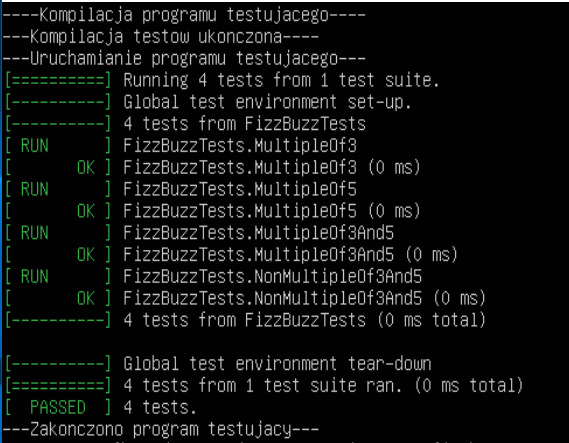 ----Kompilacja programu testujacego----
---Kompilacja testow ukonczona----
---Uruchamianie programu testujacego---
[==========] Running 4 tests from 1 test suite.
[----------] Global test environment set-up.
[----------] 4 tests from FizzBuzzTests
[ RUN      ] FizzBuzzTests.MultipleOf3
[       OK ] FizzBuzzTests.MultipleOf3 (0 ms)
[ RUN      ] FizzBuzzTests.MultipleOf5
[       OK ] FizzBuzzTests.MultipleOf5 (0 ms)
[ RUN      ] FizzBuzzTests.MultipleOf3And5
[       OK ] FizzBuzzTests.MultipleOf3And5 (0 ms)
[ RUN      ] FizzBuzzTests.NonMultipleOf3And5
[       OK ] FizzBuzzTests.NonMultipleOf3And5 (0 ms)
[----------] 4 tests from FizzBuzzTests (0 ms total)
[----------] Global test environment tear-down
[==========] 4 tests from 1 test suite ran. (0 ms total)
[  PASSED  ] 4 tests.
---Zakonczono program testujacy---